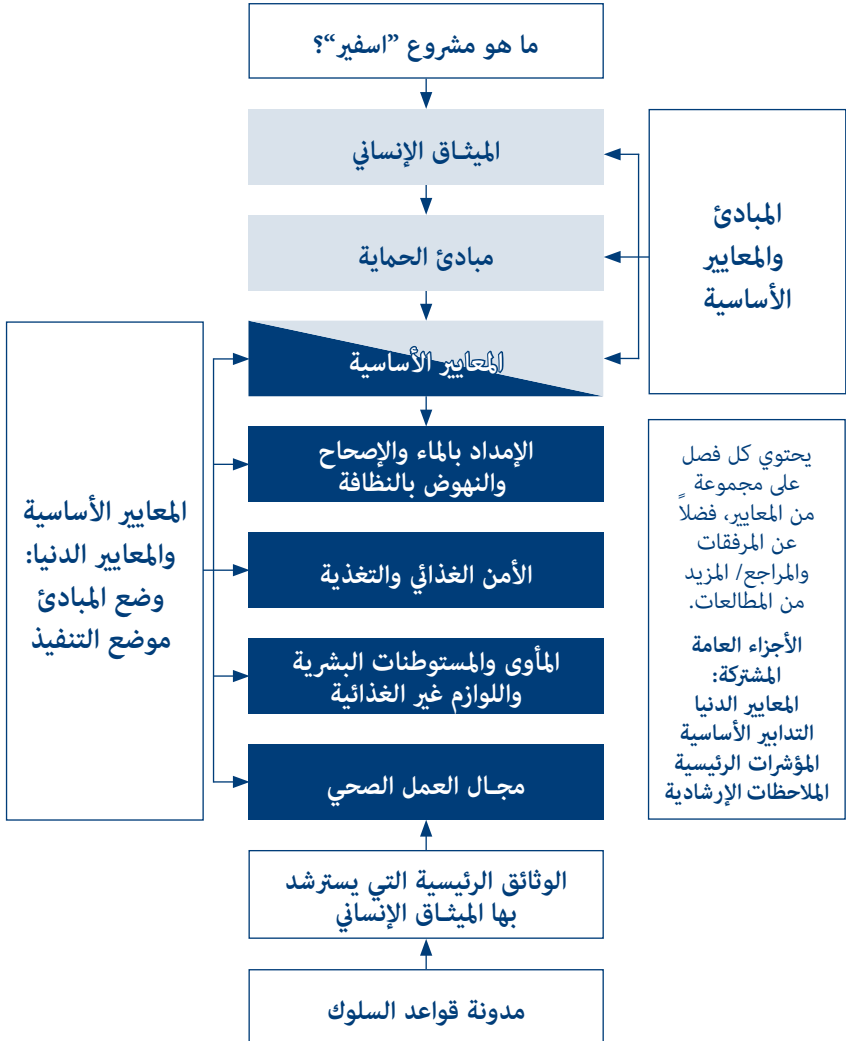 ما هو مشروع ”اسفير“؟
الميثـاق الإنساني
مبادئ الحماية
المبادئ
والمعايير
الأساسية
المعايير الأساسية
الإمداد بالماء والإصحاح
والنهوض بالنظافة
الأمن الغذائي والتغذية
المأوى والمستوطنات البشرية
واللوازم غير الغذائية
مجـال العمل الصحي
المعايير الأساسية
والمعايير الدنيا:
وضع المبادئ
موضع التنفيذ
يحتوي كل فصل
على مجموعة
من المعايير، فضلاً
عن المرفقات
والمراجع/ المزيد
من المطالعات.
الأجزاء العامة
المشتركة:
المعايير الدنيا
التدابير الأساسية
المؤشرات الرئيسية
الملاحظات الإرشادية
الوثائق الرئيسية التي يسترشد
بها الميثـاق الإنساني
مدونة قواعد السلوك